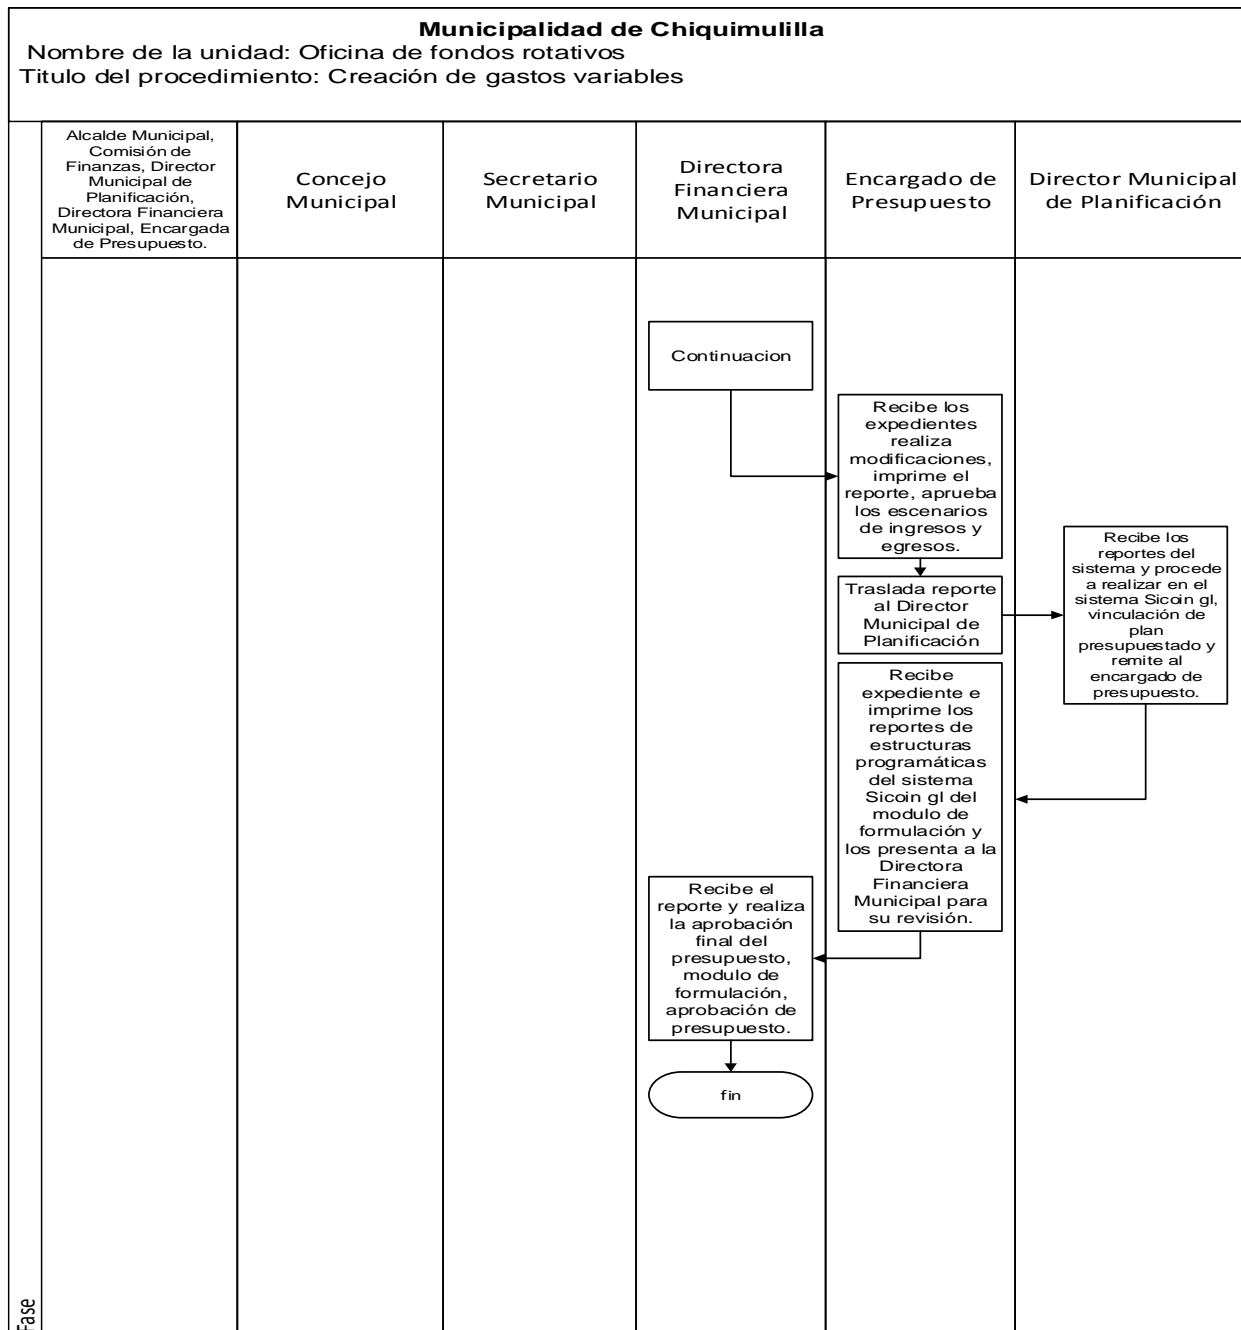 Municipalidad de Chiquimulilla
Nombre de la unidad: Oficina de fondos rotativos
Titulo del procedimiento: Creación de gastos variables
Alcalde Municipal,
Comisión de
Finanzas, Director
Municipal de
Planificación,
Directora Financiera
Municipal, Encargada
de Presupuesto.
Concejo
Municipal
Secretario
Municipal
Directora
Financiera
Municipal
Encargado de
Presupuesto
Director Municipal
de Planificación
Continuacion
Recibe los
expedientes
realiza
modificaciones,
imprime el
reporte, aprueba
los escenarios
de ingresos y
egresos.
Traslada reporte
al Director
Municipal de
Planificación
Recibe los
reportes del
sistema y procede
a realizar en el
sistema Sicoin gl,
vinculación de
plan
presupuestado y
remite al
encargado de
presupuesto.
Recibe
expediente e
imprime los
reportes de
estructuras
programáticas
del sistema
Sicoin gl del
modulo de
formulación y
los presenta a la
Directora
Financiera
Municipal para
su revisión.
Recibe el
reporte y realiza
la aprobación
final del
presupuesto,
modulo de
formulación,
aprobación de
presupuesto.
fin
Fase